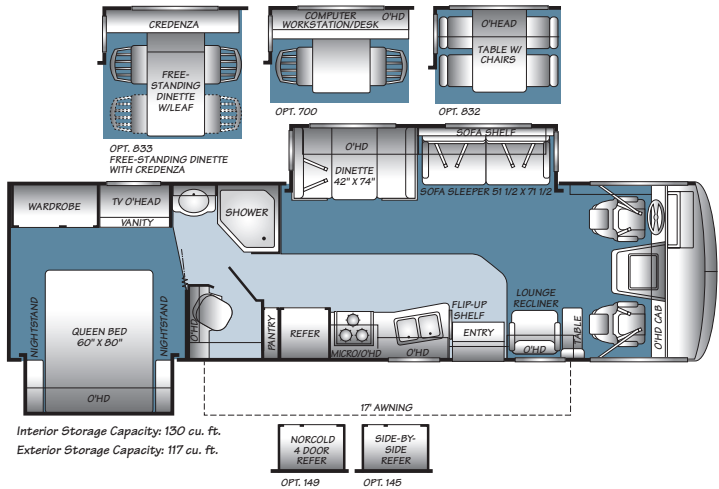 CREDENZA
FREE-
STANDING
DINETTE
W/LEAF
OPT. 833
FREE-STANDING DINETTE
WITH CREDENZA
COMPUTER O'HD
WORKSTATION/DESK
OPT. 700
O'HEAD
TABLE W/
CHAIRS
OPT. 832
O'HD
DINETTE
42" X 74"
SOFA SHELF
SOFA SLEEPER 51 1/2 X 71 1/2
WARDROBE
TV O'HEAD
VANITY
SHOWER
NIGHTSTAND
QUEEN BED
60" X 80"
NIGHTSTAND
O'HD
O'HD
PANTRY
REFER
MICRO/O'HD
O'HD
FLIP-UP
SHELF
ENTRY
LOUNGE
RECLINER
O'HD
TABLE
O'HD CAB
17' AWNING
Interior Storage Capacity: 130 cu. ft.
Exterior Storage Capacity: 117 cu. ft.
NORCOLD
4 DOOR
REFER
OPT. 149
SIDE-BY-
SIDE
REFER
OPT. 145